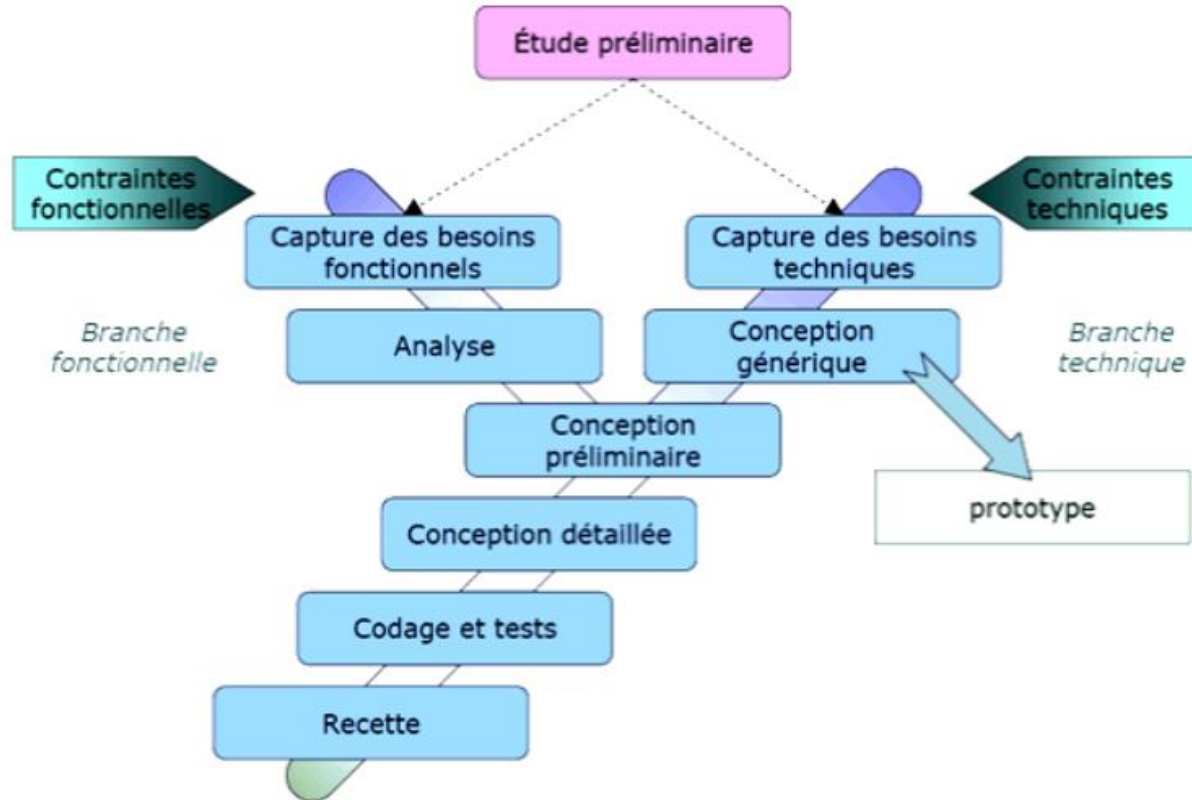 Étude préliminaire
Contraintes
fonctionnelles
Contraintes
techniques
Capture des besoins
fonctionnels
Capture des besoins
techniques
Branche
fonctionnelle
Analyse
Conception
générique
Branche
technique
Conception
préliminaire
prototype
Conception détaillée
Codage et tests
Recette